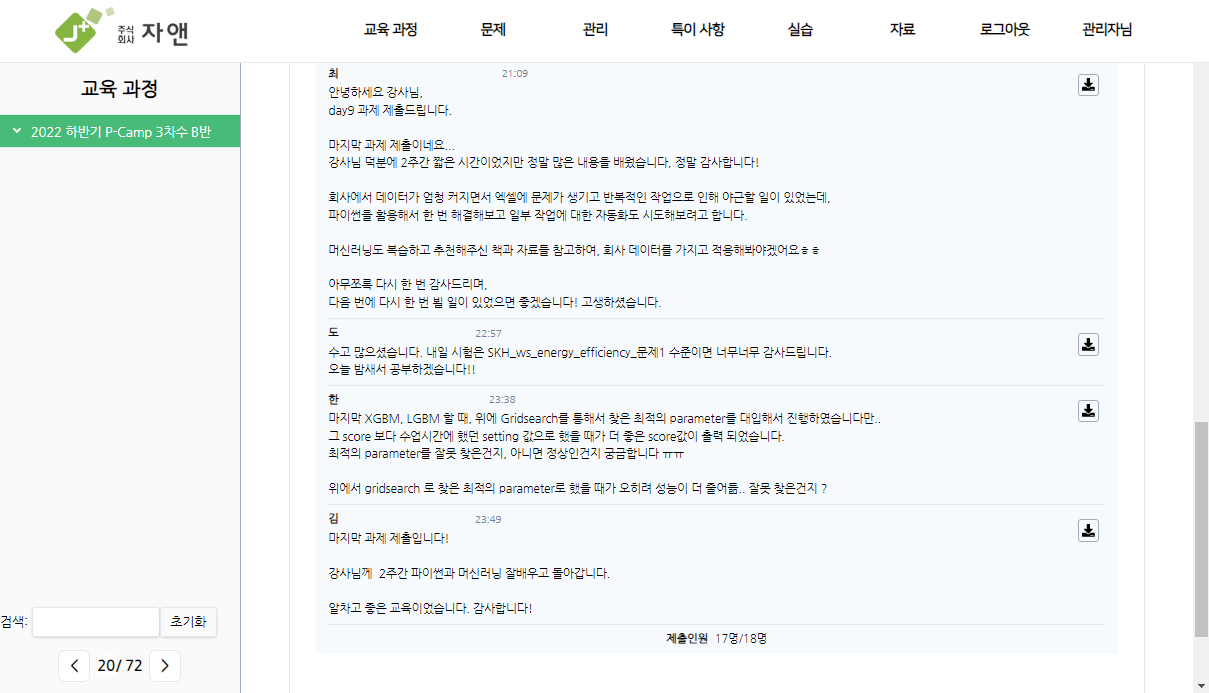 J+ 주식회사 자앤
교육 과정 문제 관리 특이 사항 실습 자료 로그아웃 관리자님
교육 과정
2022 하반기 P-Camp 3차수 B반
최 21:09
안녕하세요 강사님,
day9 과제 제출드립니다.
마지막 과제 제출이네요...
강사님 덕분에 2주간 짧은 시간이었지만 정말 많은 내용를 배웠습니다, 정말 감사합니다!
회사에서 데이터가 엄청 커지면서 엑셀에 문제가 생기고 반복적인 작업으로 인해 야근할 일이 있었는데,
파이썬을 활용해서 한 번 해결해보고 일부 작업에 대한 자동화도 시도해보려고 합니다.
머신러닝도 복습하고 추천해주신 책과 자료들 참고하여, 회사 데이터를 가지고 적용해봐야겠어요ㅎㅎ
아무쪼록 다시 한 번 감사드리며,
다음 번에 다시 한 번 뵐 일이 있었으면 좋겠습니다! 고생하셨습니다.
도 22:57
수고 많으셨습니다. 내일 시험은 SKH_ws_energy_efficiency_문제1 수준이면 너무너무 감사드립니다.
오늘 밤새서 공부하겠습니다!!
한 23:38
마지막 XGBM, LGBM 할 때, 위에 Gridsearch를 통해서 찾은 최적의 parameter를 대입해서 진행하였습니다만..
그 score 보다 수업시간에 했던 setting 값으로 했을 때가 더 좋은 score값이 출력 되었습니다.
최적의 parameter를 잘못 찾은건지, 아니면 정상인건지 궁금합니다 ㅠㅠ
위에서 gridsearch 로 찾은 최적의 parameter로 했을 때가 오히려 성능이 더 줄어듦.. 잘못 찾은건지 ?
김 23:49
마지막 과제 제출입니다!
강사님께 2주간 파이썬과 머신러닝 잘배우고 돌아갑니다.
알차고 좋은 교육이었습니다. 감사합니다!
제출인원 17명/18명
검색: 초기화
20/ 72